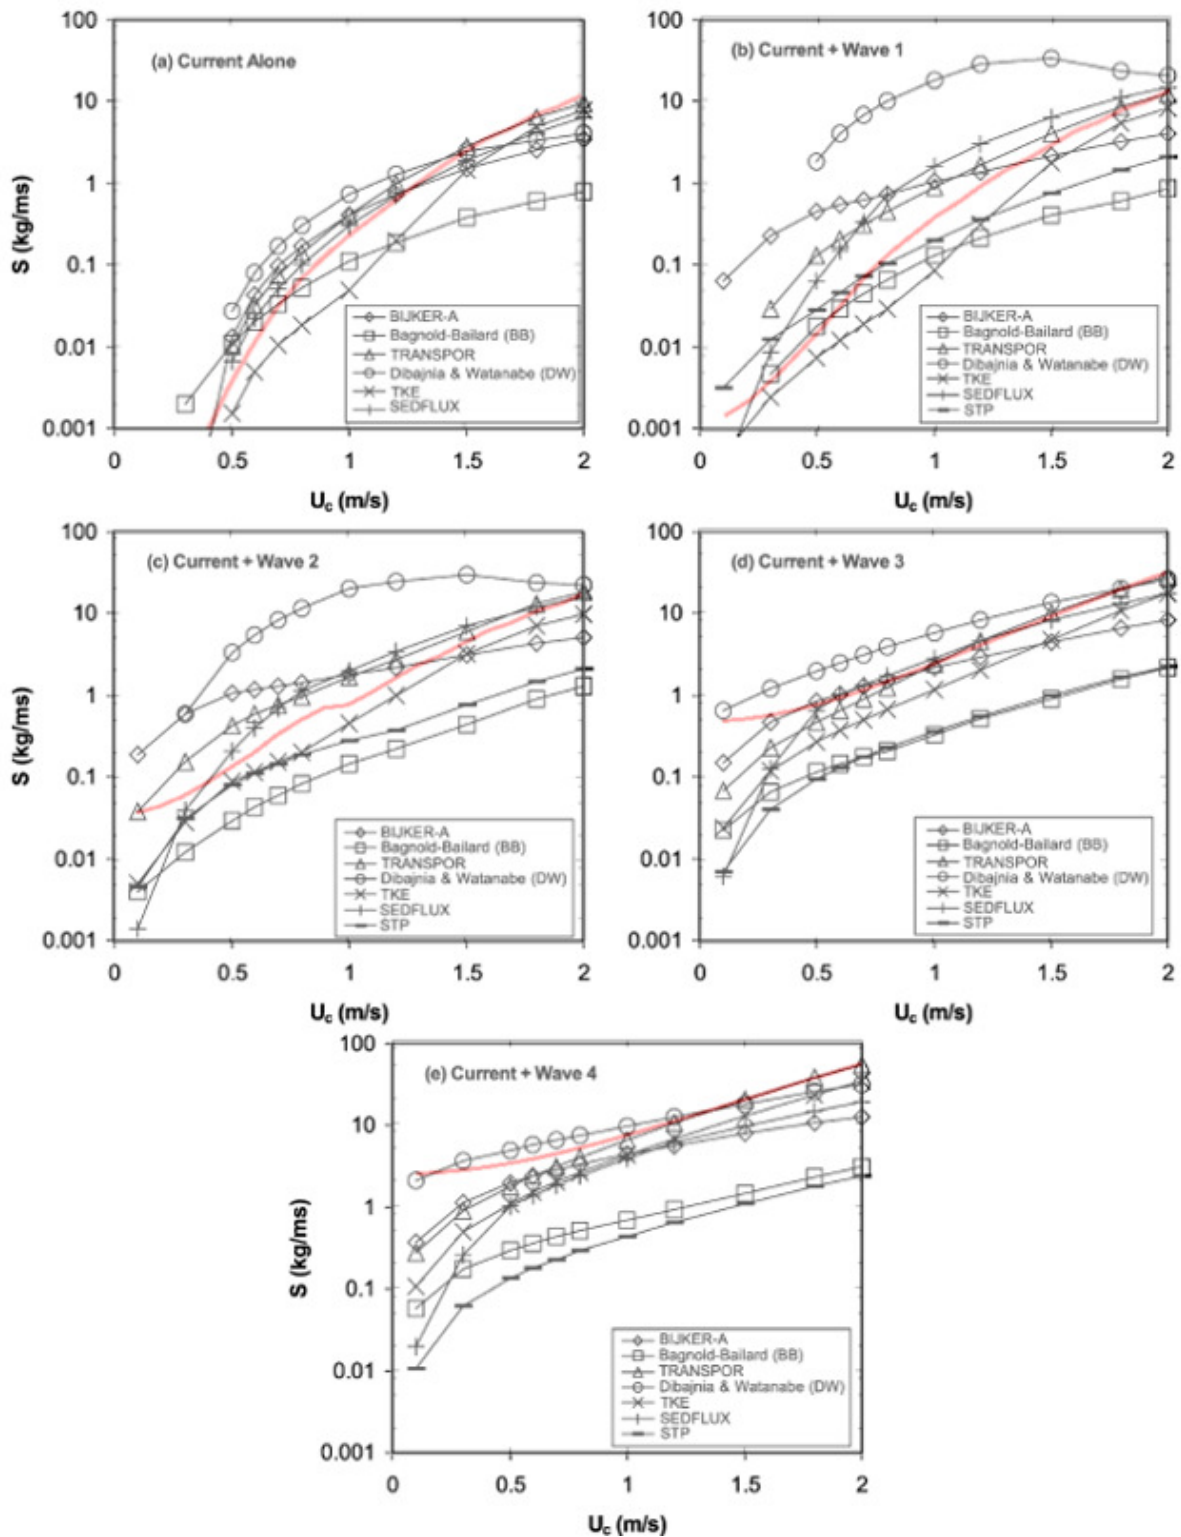 (a) Current Alone
100
10
1
0.1
0.01
0.001
S (kg/ms)
BIJKER-A
Bagnold-Bailard (BB)
TRANSPOR
Dibajnia & Watanabe (DW)
TKE
SEDFLUX
0 0.5 1 1.5 2
Uc (m/s)
(b) Current + Wave 1
100
10
1
0.1
0.01
0.001
BIJKER-A
Bagnold-Bailard (BB)
TRANSPOR
Dibajnia & Watanabe (DW)
TKE
SEDFLUX
STP
0 0.5 1 1.5 2
Uc (m/s)
(c) Current + Wave 2
100
10
1
0.1
0.01
0.001
S (kg/ms)
BIJKER-A
Bagnold-Bailard (BB)
TRANSPOR
Dibajnia & Watanabe (DW)
TKE
SEDFLUX
STP
0 0.5 1 1.5 2
Uc (m/s)
(d) Current + Wave 3
100
10
1
0.1
0.01
0.001
BIJKER-A
Bagnold-Bailard (BB)
TRANSPOR
Dibajnia & Watanabe (DW)
TKE
SEDFLUX
STP
0 0.5 1 1.5 2
Uc (m/s)
(e) Current + Wave 4
100
10
1
0.1
0.01
0.001
S (kg/ms)
BIJKER-A
Bagnold-Bailard (BB)
TRANSPOR
Dibajnia & Watanabe (DW)
TKE
SEDFLUX
STP
0 0.5 1 1.5 2
Uc (m/s)